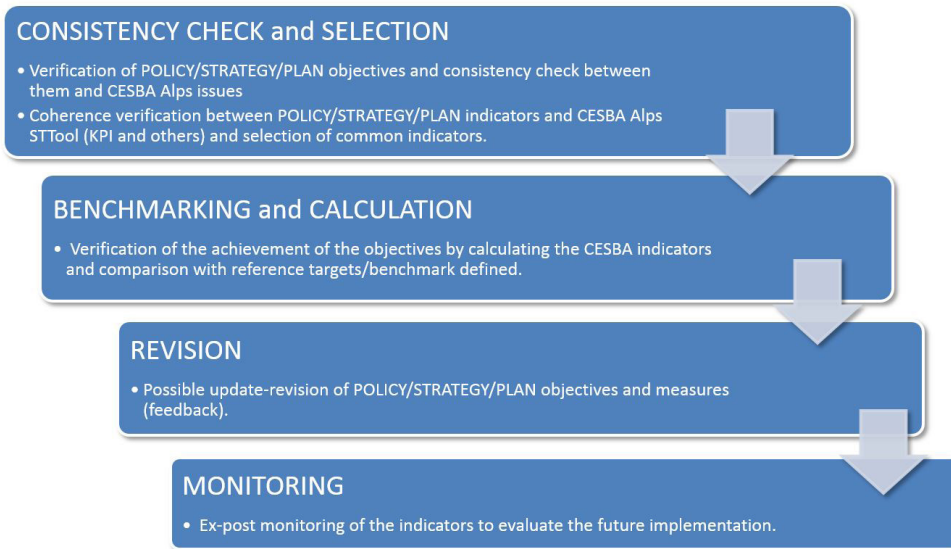 CONSISTENCY CHECK and SELECTION
• Verification of POLICY/STRATEGY/PLAN objectives and consistency check between
them and CESBA Alps issues
• Coherence verification between POLICY/STRATEGY/PLAN indicators and CESBA Alps
STTool (KPI and others) and selection of common indicators.
BENCHMARKING and CALCULATION
• Verification of the achievement of the objectives by calculating the CESBA indicators
and comparison with reference targets/benchmark defined.
REVISION
• Possible update-revision of POLICY/STRATEGY/PLAN objectives and measures
(feedback).
MONITORING
• Ex-post monitoring of the indicators to evaluate the future implementation.